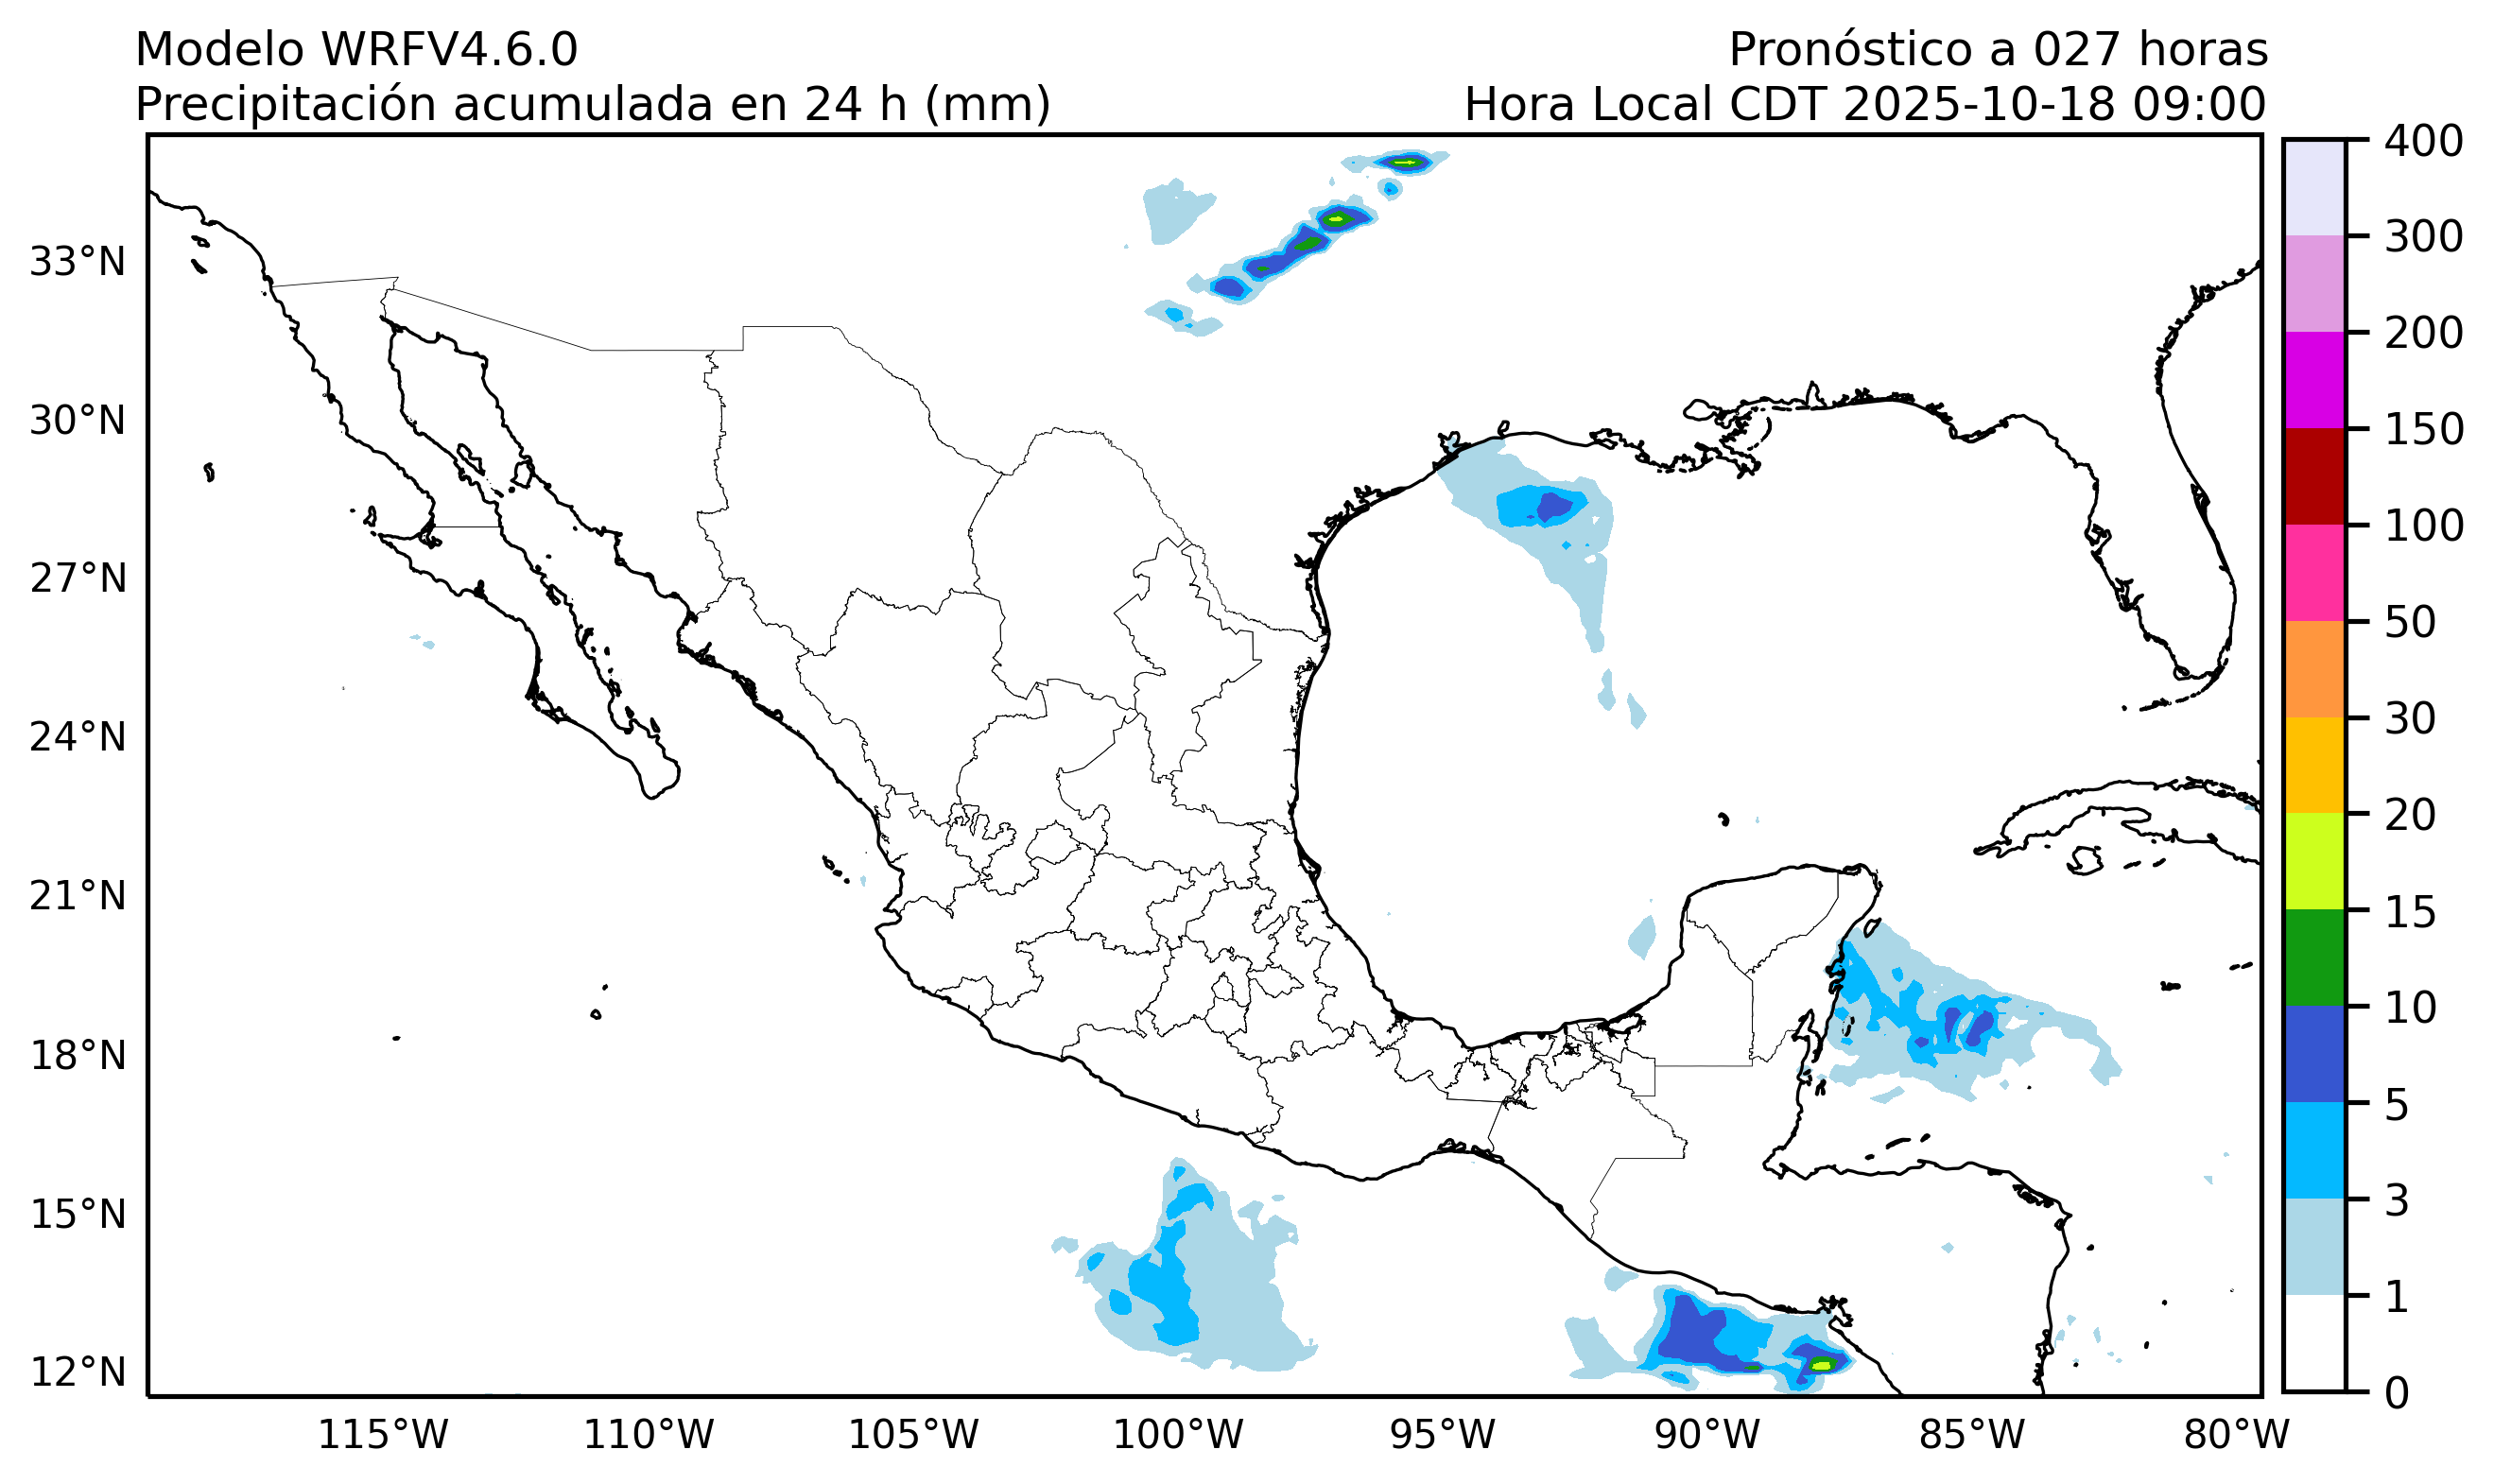 Modelo WRFV4.6.0
Pronóstico a 027 horas
Precipitación acumulada en 24 h (mm)
Hora Local CDT 2025-10-18 09:00
33°N
30°N
27°N
24°N
21°N
18°N
15°N
12°N
115°W
110°W
105°W
100°W
95°W
90°W
85°W
80°W
400
300
200
150
100
50
30
20
15
10
5
3
1
0